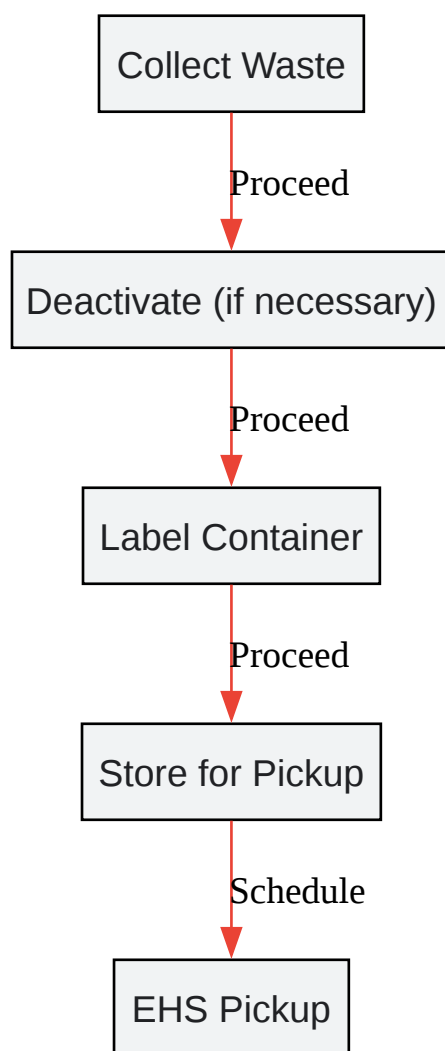 Collect Waste
Proceed
Deactivate (if necessary)
Proceed
Label Container
Proceed
Store for Pickup
Schedule
EHS Pickup